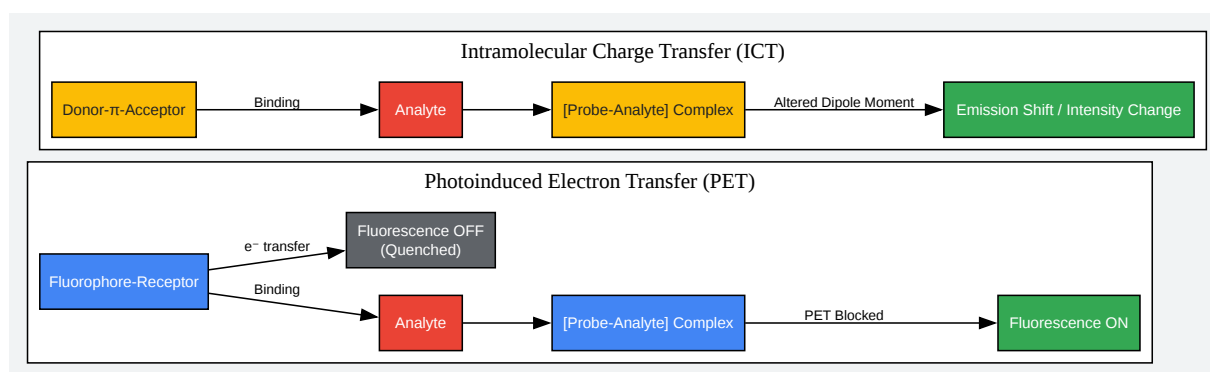 Intramolecular Charge Transfer (ICT)
Donor-π-Acceptor
Binding
Analyte
[Probe-Analyte] Complex
Altered Dipole Moment
Emission Shift / Intensity Change
Photoinduced Electron Transfer (PET)
Fluorophore-Receptor
e⁻ transfer
Fluorescence OFF
(Quenched)
Binding
Analyte
[Probe-Analyte] Complex
PET Blocked
Fluorescence ON